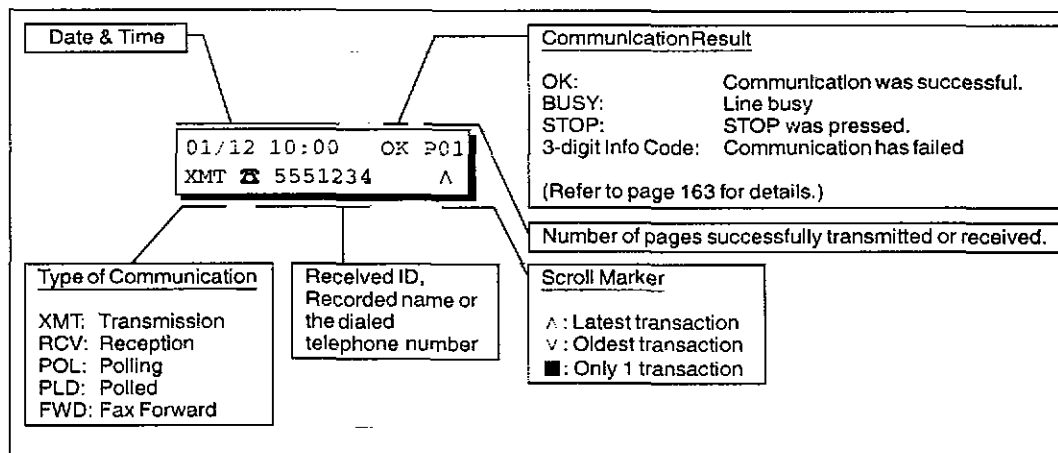 Date & Time
Communication Result
OK: Communication was successful.
BUSY: Line busy
STOP: STOP was pressed.
3-digit Info Code: Communication has failed
(Refer to page 163 for details.)
01/12 10:00 OK P01
XMT ☎ 5551234 ∧
Number of pages successfully transmitted or received.
Type of Communication
XMT: Transmission
RCV: Reception
POL: Polling
PLD: Polled
FWD: Fax Forward
Received ID,
Recorded name or
the dialed
telephone number
Scroll Marker
∧ : Latest transaction
∨ : Oldest transaction
■ : Only 1 transaction